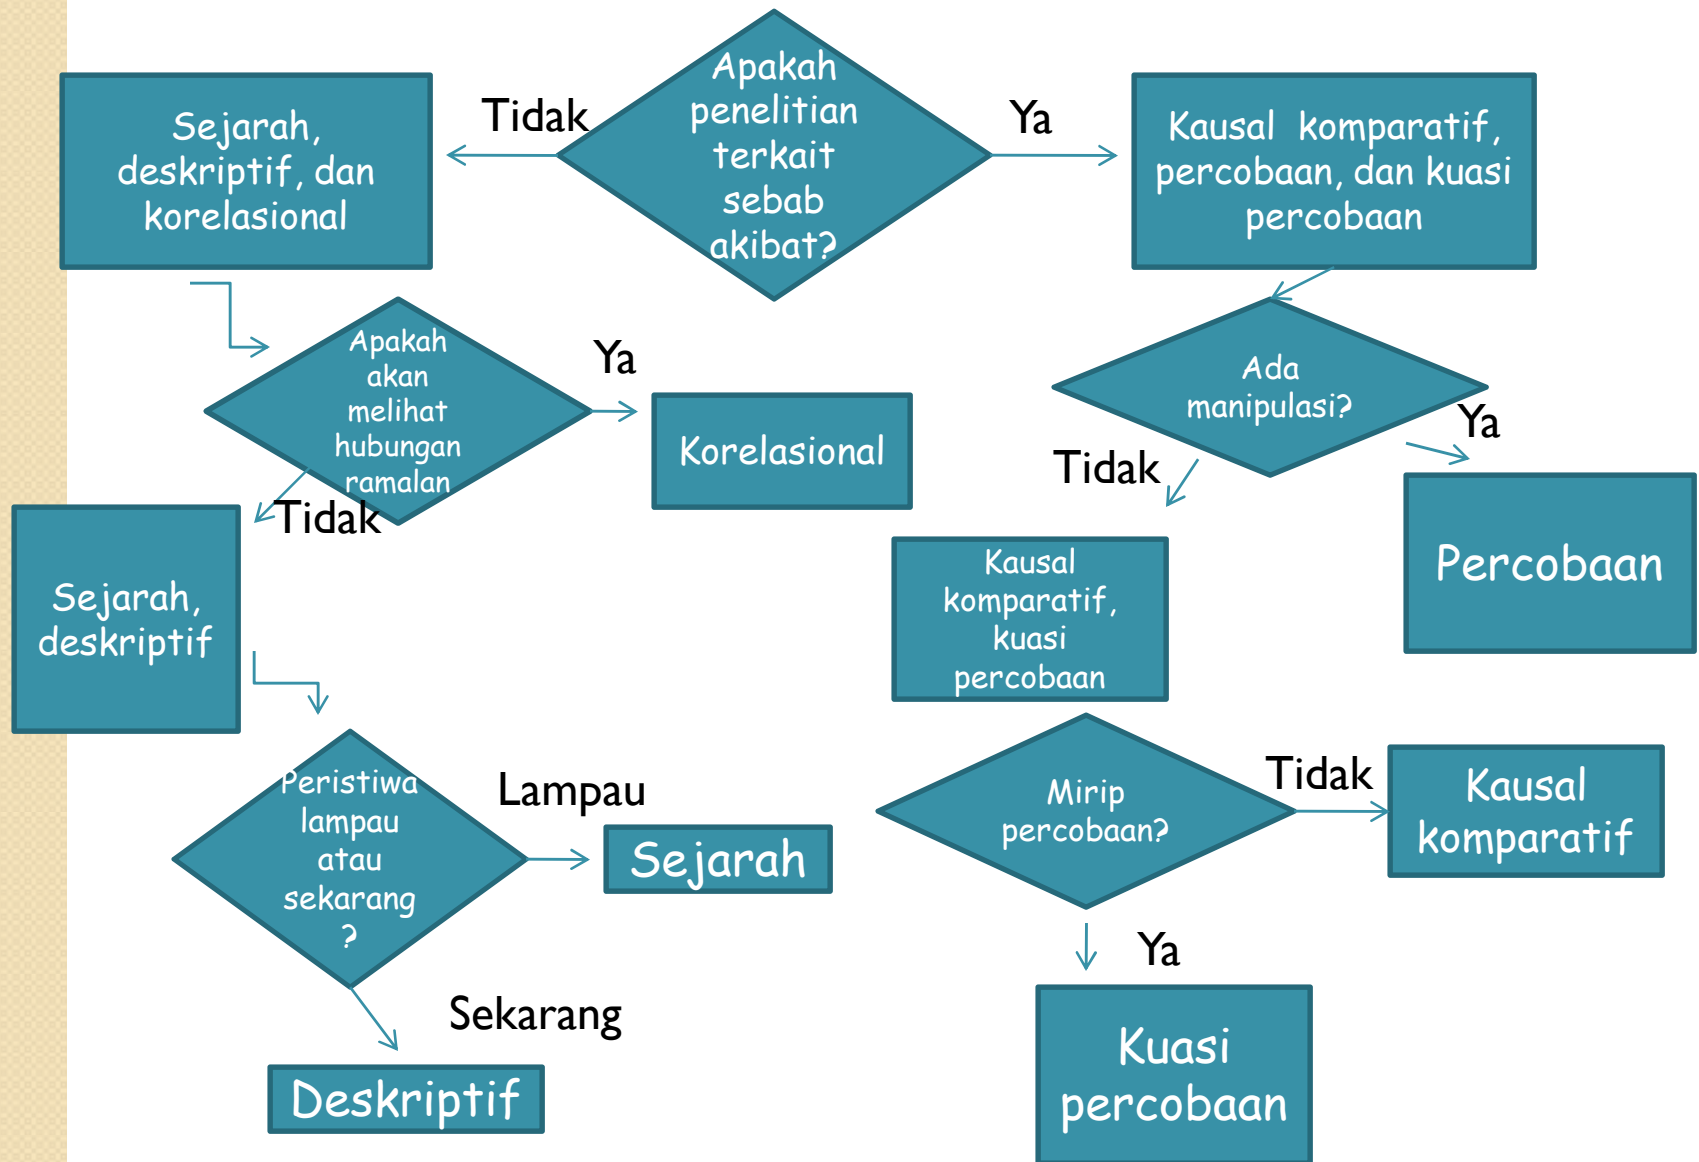 Apakah
penelitian
terkait
sebab
akibat?
Tidak
Ya
Sejarah,
deskriptif, dan
korelasional
Kausal komparatif,
percobaan, dan kuasi
percobaan
Apakah
akan
melihat
hubungan
ramalan
Ya
Tidak
Korelasional
Ada
manipulasi?
Ya
Tidak
Percobaan
Sejarah,
deskriptif
Kausal
komparatif,
kuasi
percobaan
Peristiwa
lampau
atau
sekarang
?
Lampau
Sejarah
Sekarang
Deskriptif
Mirip
percobaan?
Tidak
Kausal
komparatif
Ya
Kuasi
percobaan